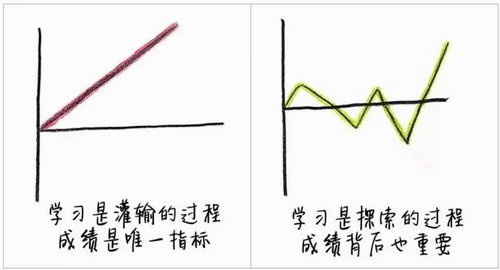 学习是灌输的过程
成绩是唯一指标
学习是探索的过程
成绩背后也重要